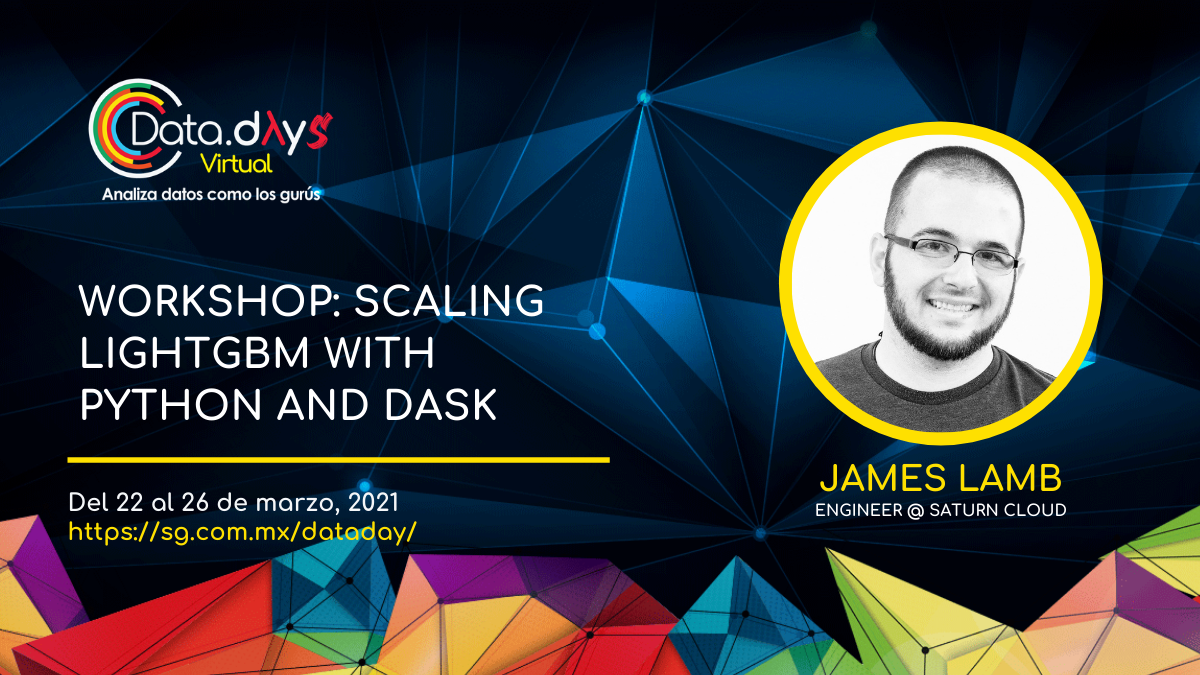 Data.dAys
Virtual
Analiza datos como los gurús
WORKSHOP: SCALING
LIGHTGBM WITH
PYTHON AND DASK
Del 22 al 26 de marzo, 2021
https://sg.com.mx/dataday/
JAMES LAMB
ENGINEER @ SATURN CLOUD